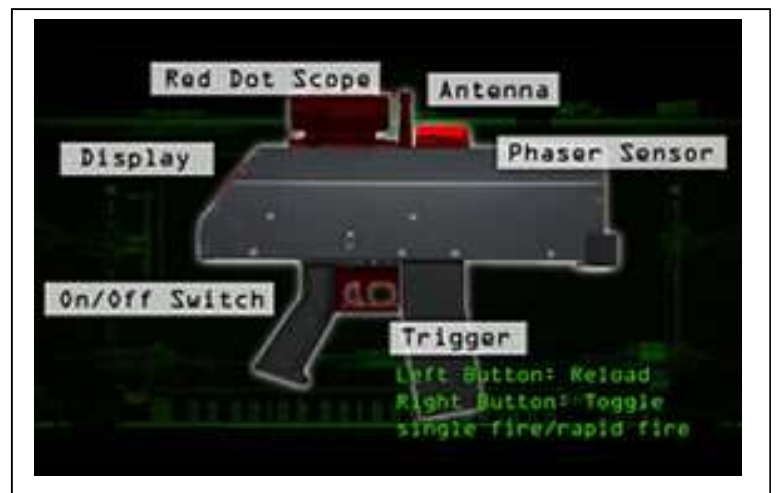 Red Dot Scope
Antenna
Display
Phaser Sensor
On/Off Switch
Trigger
Left Button: Reload
Right Button: Toggle
single fire/rapid fire